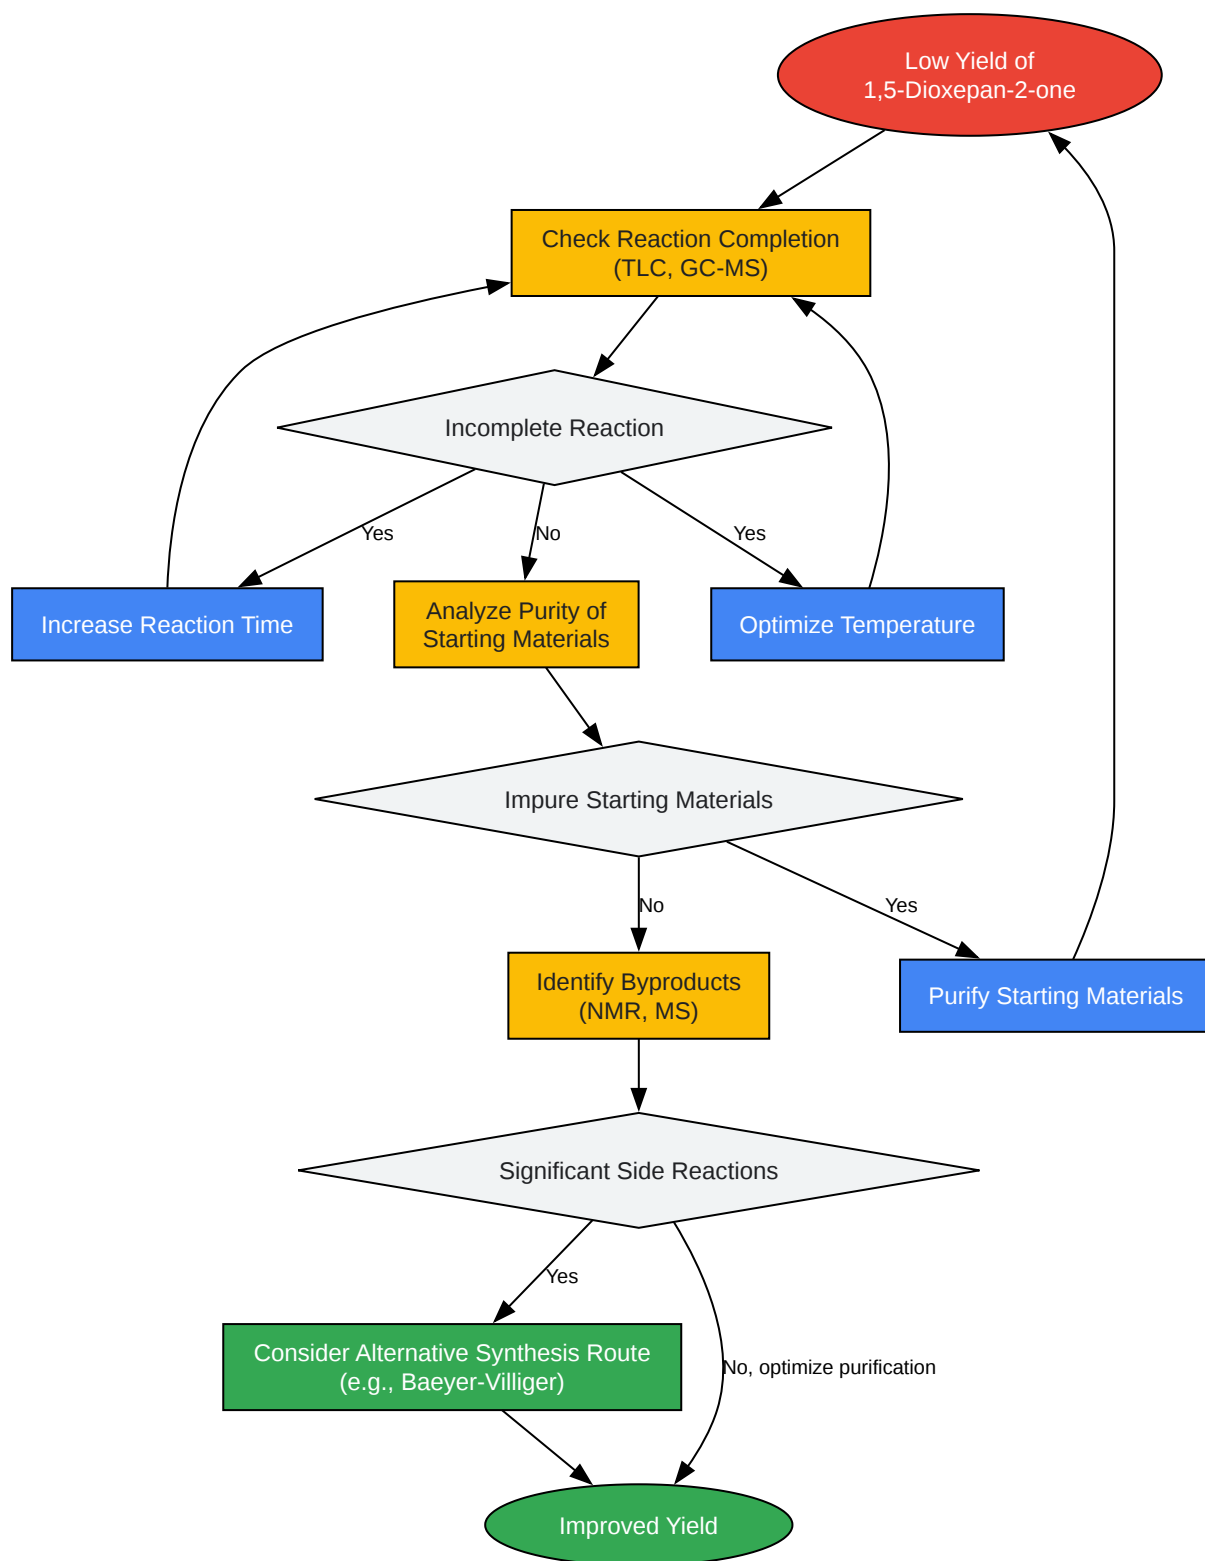 Low Yield of
1,5-Dioxepan-2-one
Check Reaction Completion
(TLC, GC-MS)
Incomplete Reaction
Yes
No
Yes
Increase Reaction Time
Analyze Purity of
Starting Materials
Optimize Temperature
Impure Starting Materials
No
Yes
Identify Byproducts
(NMR, MS)
Purify Starting Materials
Significant Side Reactions
Yes
Consider Alternative Synthesis Route
(e.g., Baeyer-Villiger)
No, optimize purification
Improved Yield